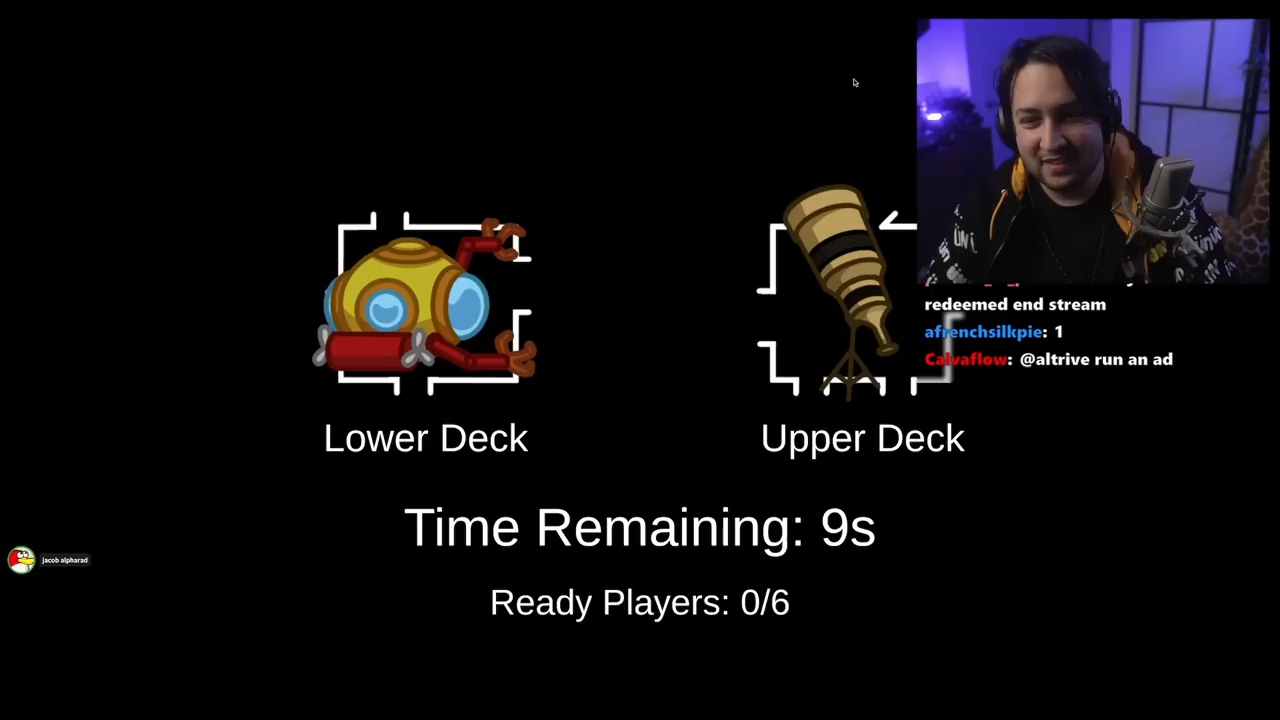 redeemed end stream
afrenchsilkpie: 1
Calvaflow: @altrive run an ad
Lower Deck
Upper Deck
Time Remaining: 9s
jacob alpharad
Ready Players: 0/6